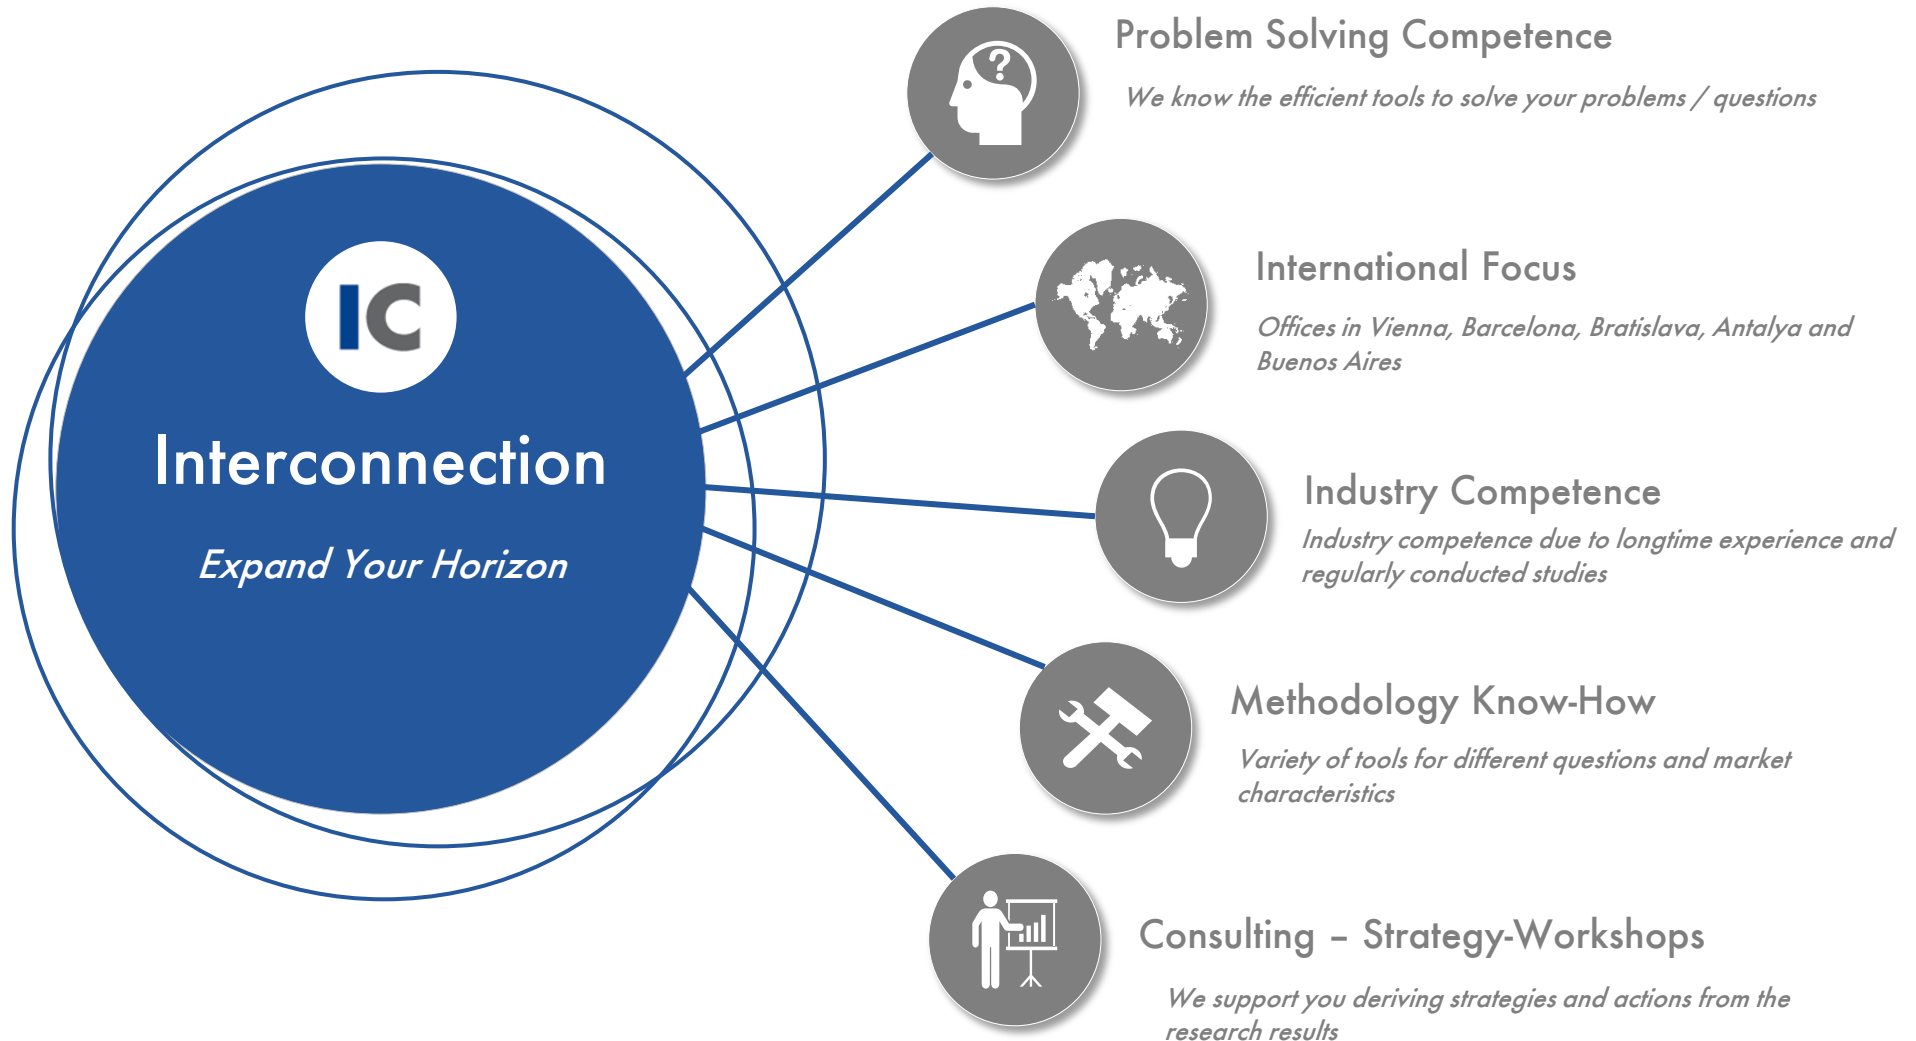 IC
Interconnection
Expand Your Horizon
?
Problem Solving Competence
We know the efficient tools to solve your problems / questions
International Focus
Offices in Vienna, Barcelona, Bratislava, Antalya and
Buenos Aires
Industry Competence
Industry competence due to longtime experience and
regularly conducted studies
Methodology Know-How
Variety of tools for different questions and market
characteristics
Consulting – Strategy-Workshops
We support you deriving strategies and actions from the
research results